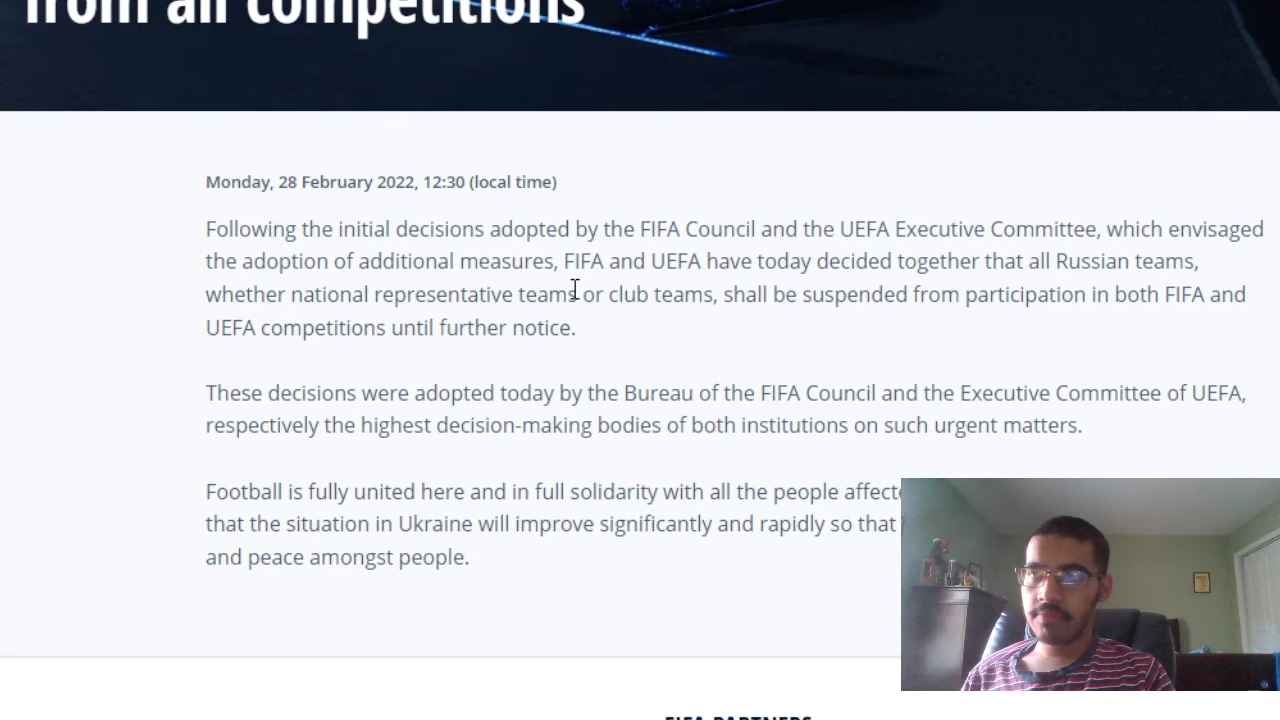 from all competitions
Monday, 28 February 2022, 12:30 (local time)
Following the initial decisions adopted by the FIFA Council and the UEFA Executive Committee, which envisaged
the adoption of additional measures, FIFA and UEFA have today decided together that all Russian teams,
whether national representative teams or club teams, shall be suspended from participation in both FIFA and
UEFA competitions until further notice.
These decisions were adopted today by the Bureau of the FIFA Council and the Executive Committee of UEFA,
respectively the highest decision-making bodies of both institutions on such urgent matters.
Football is fully united here and in full solidarity with all the people
that the situation in Ukraine will improve significantly and rapidly so that
and peace amongst people.
FIFA PARTNERS